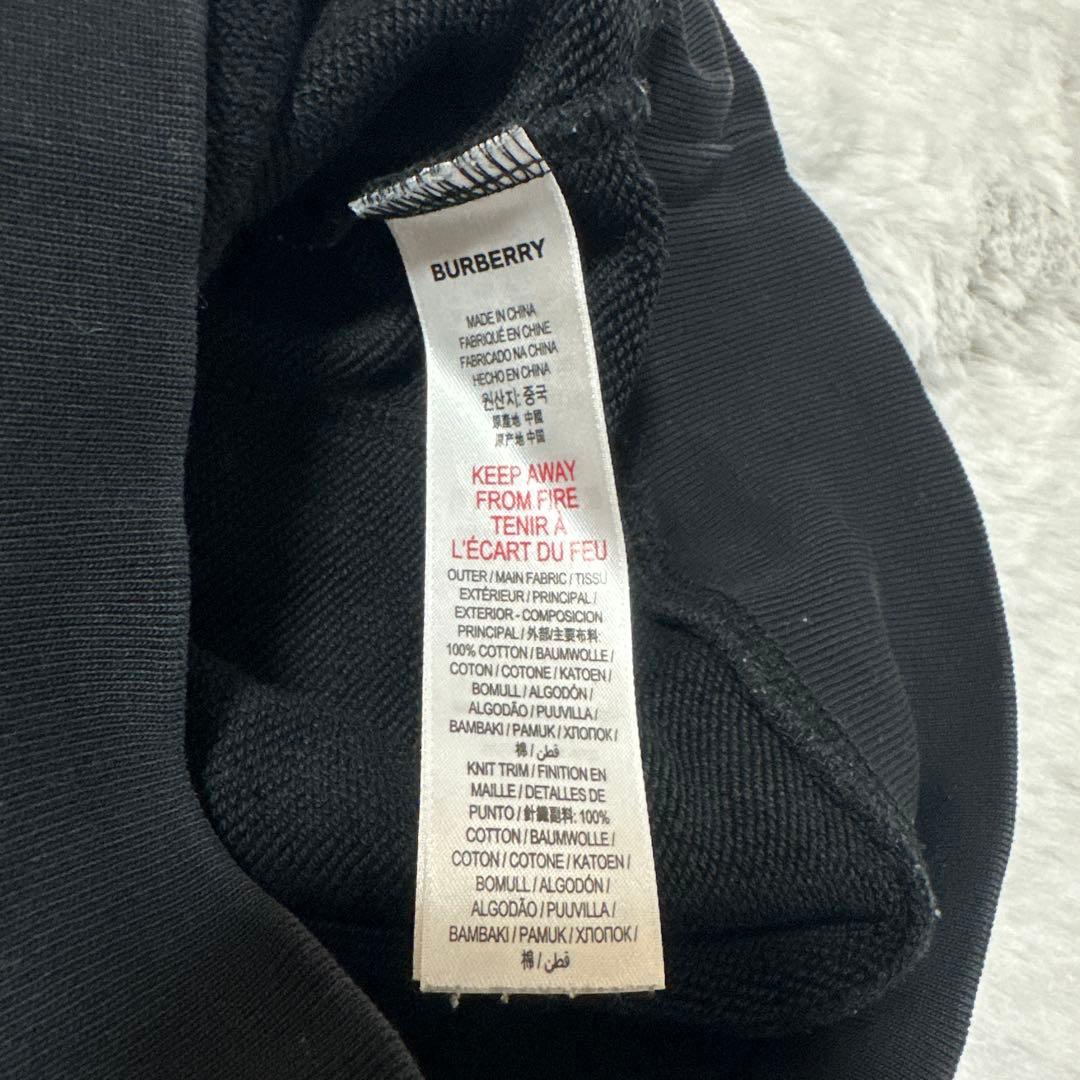 BURBERRY
MADE IN CHINA
FABRIQUÉ EN CHINE
FABRICADO NA CHINA
HECHO EN CHINA
원산지: 중국
原產地 中國
原产地 中国
KEEP AWAY
FROM FIRE
TENIR À
L'ÉCART DU FEU
OUTER / MAIN FABRIC / TISSU
EXTÉRIEUR / PRINCIPAL /
EXTERIOR - COMPOSICION
PRINCIPAL / 外部/主要布料:
100% COTTON / BAUMWOLLE /
COTON / COTONE / KATOEN /
BOMULL / ALGODÓN /
ALGODÃO / PUUVILLA /
BAMBAKI / PAMUK / ХЛОПОК /
棉 / قطن
KNIT TRIM / FINITION EN
MAILLE / DETALLES DE
PUNTO / 針織副料: 100%
COTTON / BAUMWOLLE /
COTON / COTONE / KATOEN /
BOMULL / ALGODÓN /
ALGODÃO / PUUVILLA /
BAMBAKI / PAMUK / ХЛОПОК /
棉 / قطن